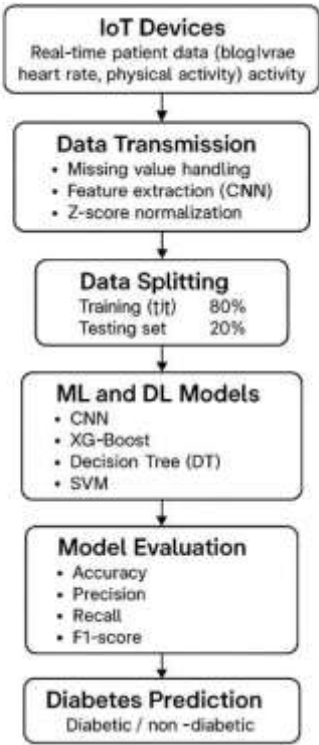 IoT Devices
Real-time patient data (blog|vrae
heart rate, physical activity) activity
Data Transmission
• Missing value handling
• Feature extraction (CNN)
• Z-score normalization
Data Splitting
Training (t|t) 80%
Testing set 20%
ML and DL Models
• CNN
• XG-Boost
• Decision Tree (DT)
• SVM
Model Evaluation
• Accuracy
• Precision
• Recall
• F1-score
Diabetes Prediction
Diabetic / non -diabetic